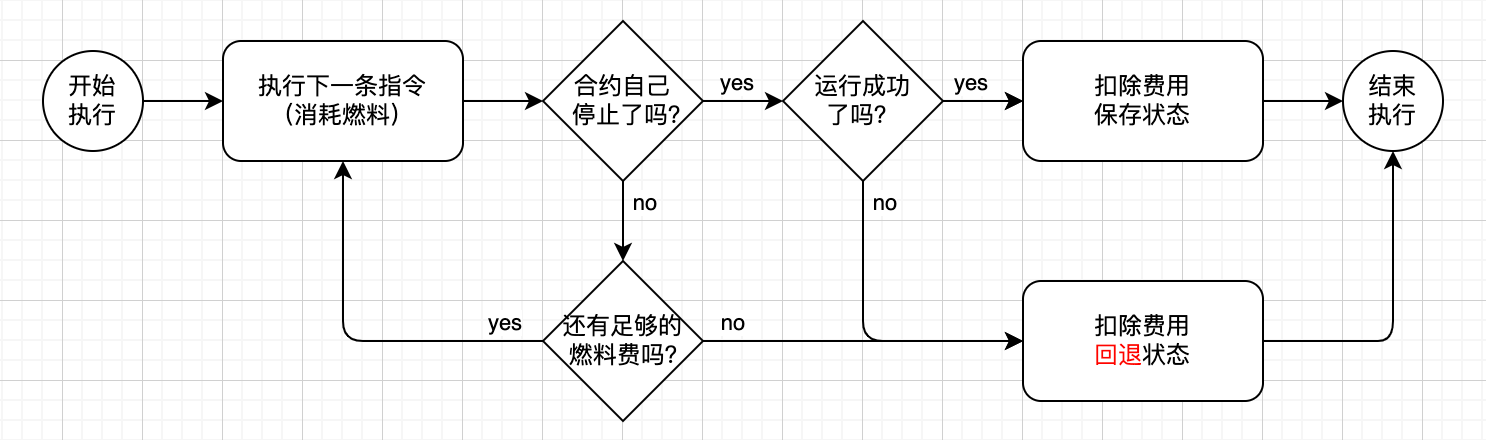 开始
执行
执行下一条指令
（消耗燃料）
合约自己
停止了吗?
yes
运行成功
了吗?
yes
扣除费用
保存状态
结束
执行
no
no
yes
还有足够的
燃料费吗?
no
扣除费用
回退状态